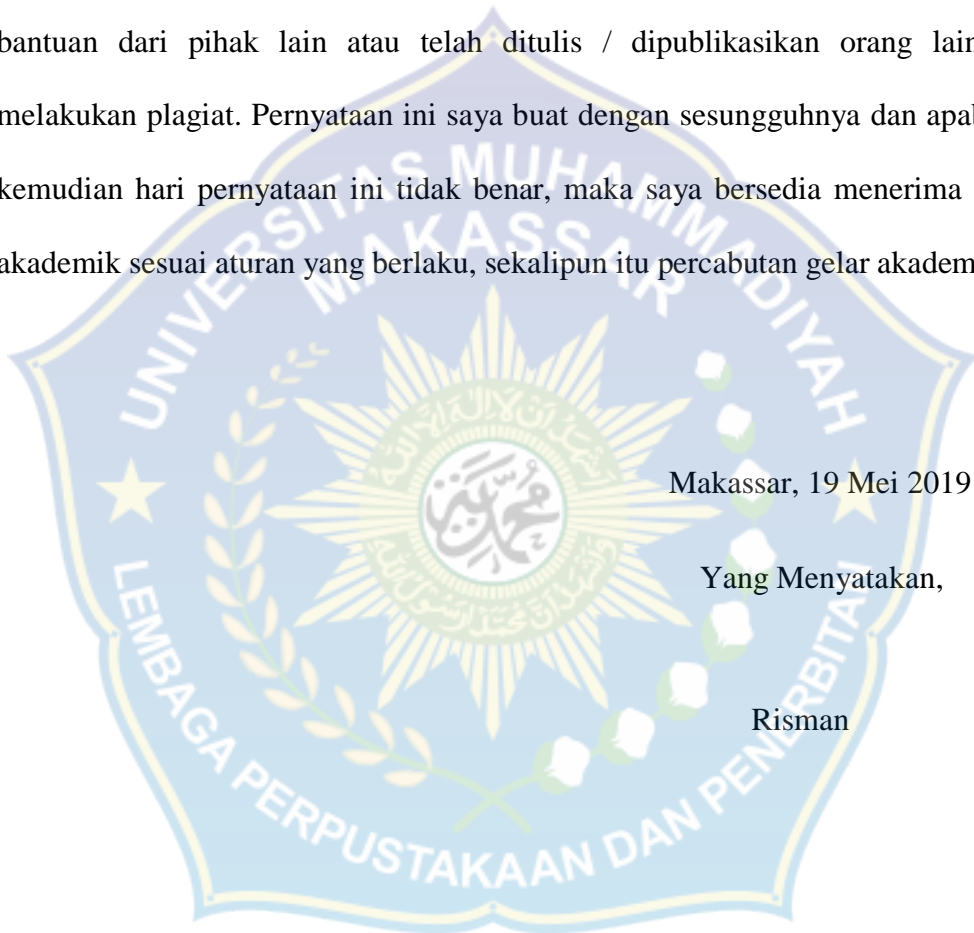 bantuan dari pihak lain atau telah ditulis / dipublikasikan orang lain
melakukan plagiat. Pernyataan ini saya buat dengan sesungguhnya dan apab
kemudian hari pernyataan ini tidak benar, maka saya bersedia menerima
akademik sesuai aturan yang berlaku, sekalipun itu percabutan gelar akadem
UNIVERSITAS MUHAMMADIYAH
MAKASSAR
Makassar, 19 Mei 2019
Yang Menyatakan,
Risman
LEMBAGA PERPUSTAKAAN DAN PENERBITAN